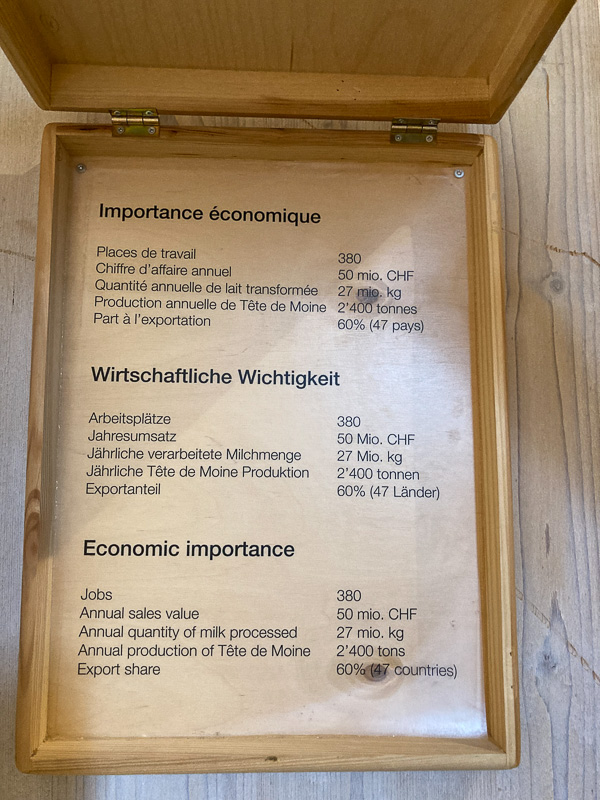 Importance économique
Places de travail 380
Chiffre d'affaire annuel 50 mio. CHF
Quantité annuelle de lait transformée 27 mio. kg
Production annuelle de Tête de Moine 2'400 tonnes
Part à l'exportation 60% (47 pays)
Wirtschaftliche Wichtigkeit
Arbeitsplätze 380
Jahresumsatz 50 Mio. CHF
Jährliche verarbeitete Milchmenge 27 Mio. kg
Jährliche Tête de Moine Produktion 2'400 tonnen
Exportanteil 60% (47 Länder)
Economic importance
Jobs 380
Annual sales value 50 mio. CHF
Annual quantity of milk processed 27 mio. kg
Annual production of Tête de Moine 2'400 tons
Export share 60% (47 countries)